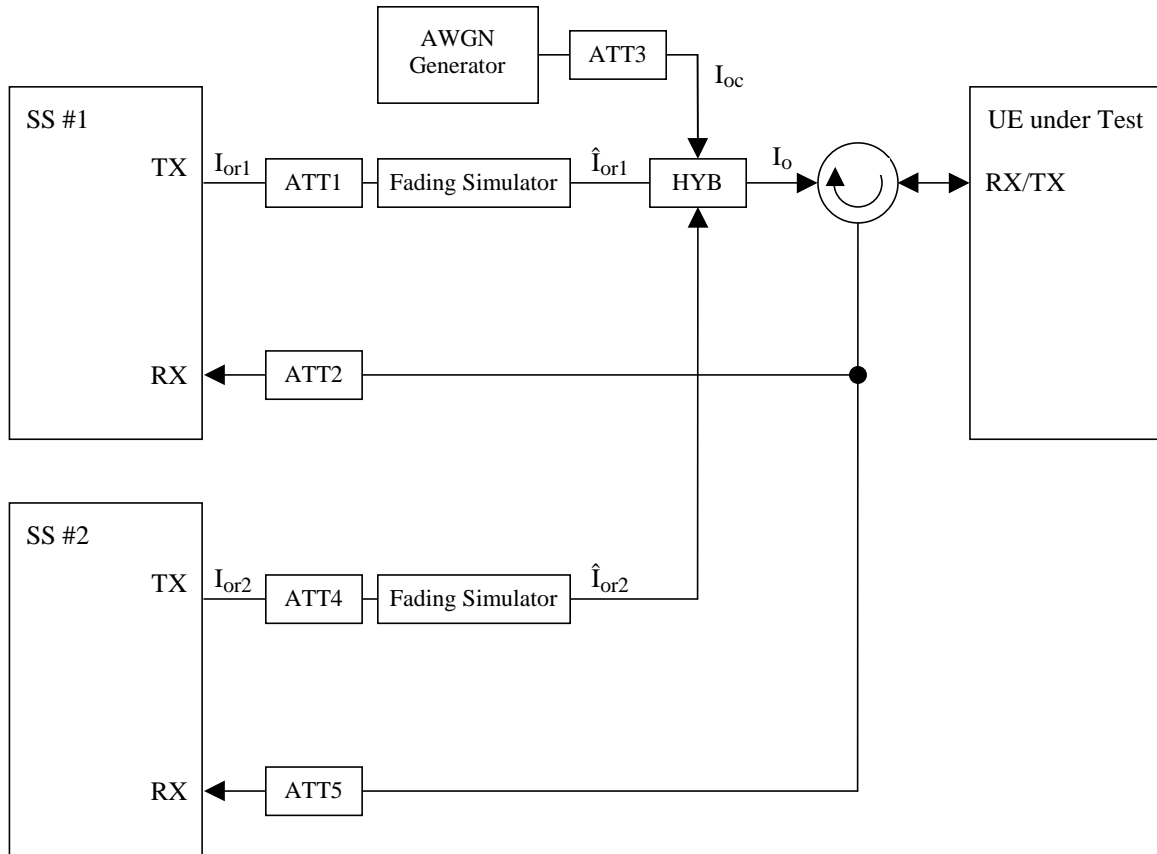 AWGN
Generator
ATT3
I_oc
SS #1
UE under Test
TX
I_or1
ATT1
Fading Simulator
Î_or1
HYB
I_o
RX/TX
RX
ATT2
SS #2
TX
I_or2
ATT4
Fading Simulator
Î_or2
RX
ATT5